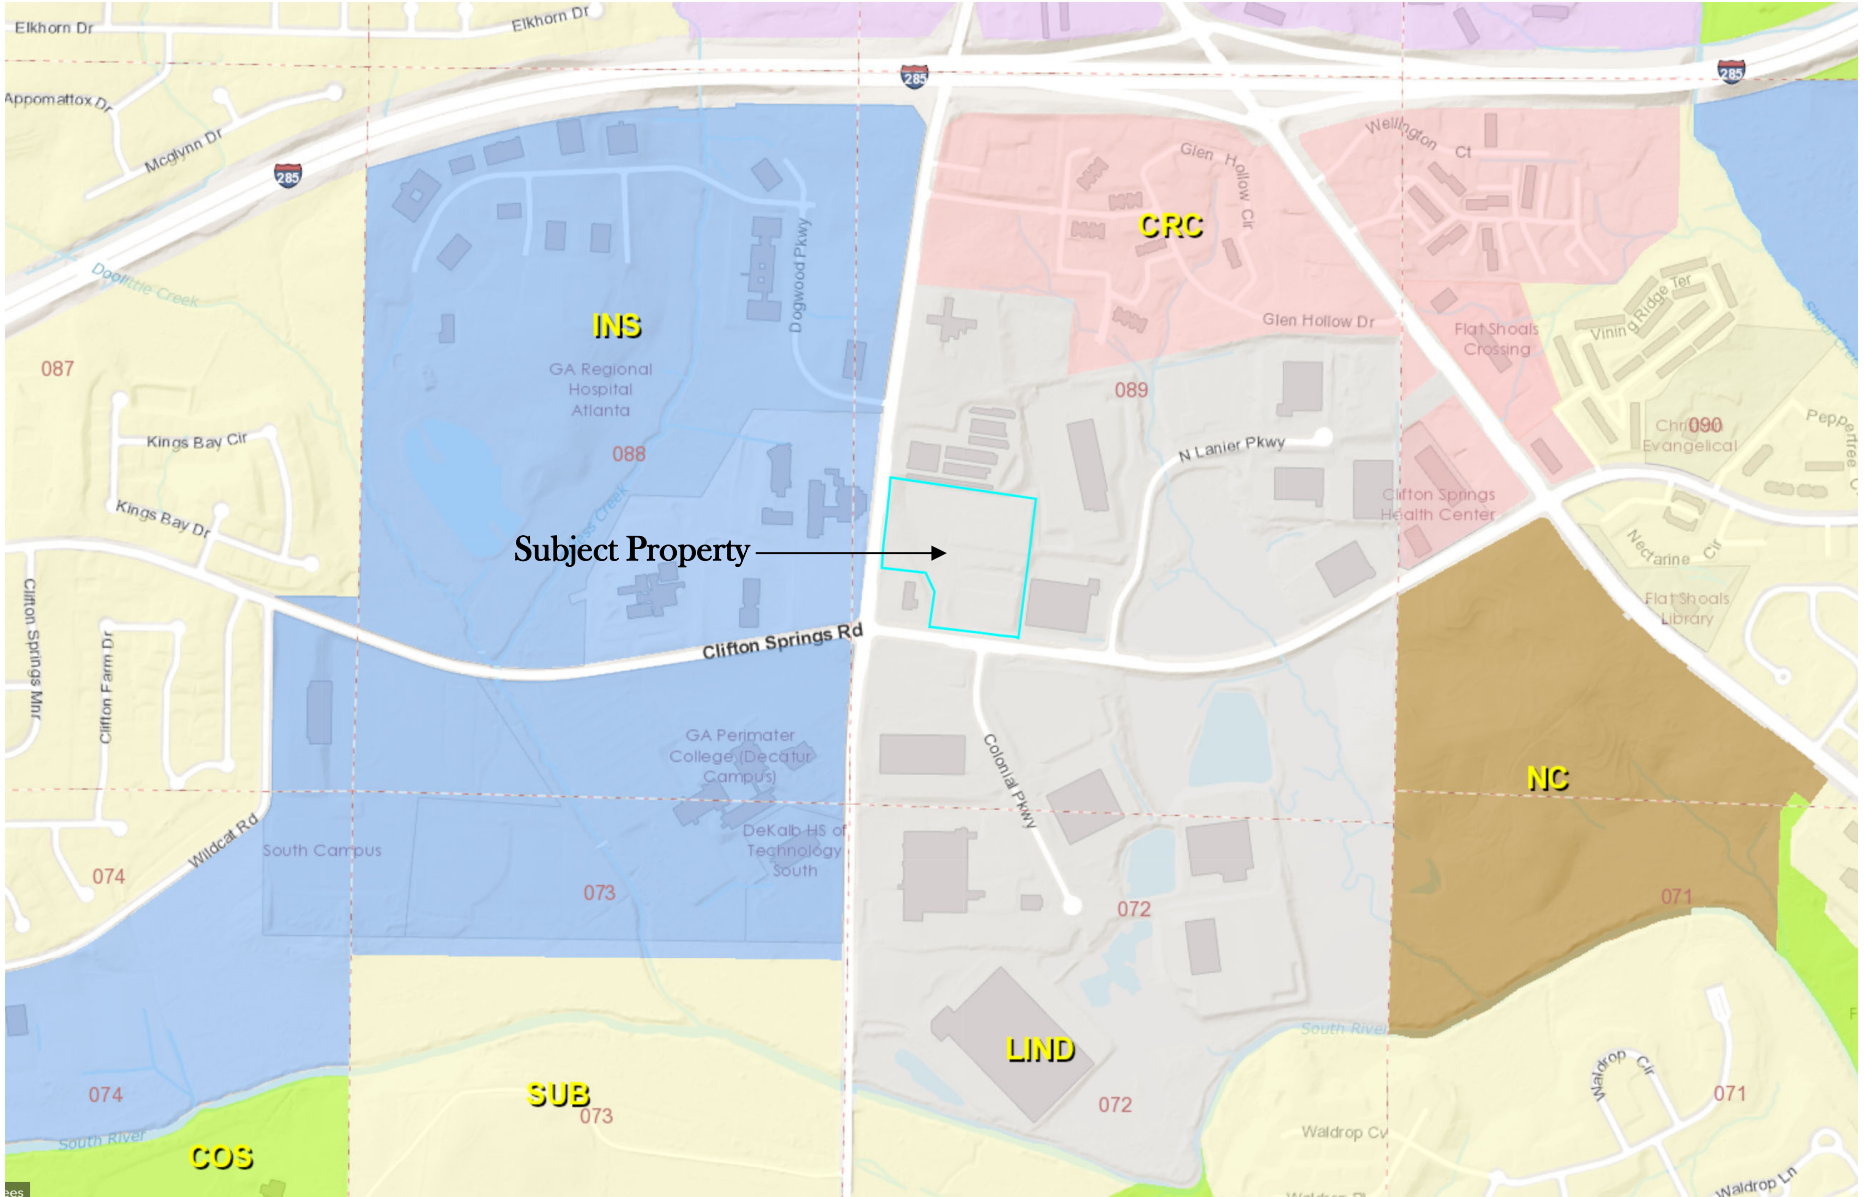 Elkhorn Dr
Elkhorn Dr
285
285
285
285
Appomattox Dr
Mcglynn Dr
Doolittle Creek
Wellington Ct
Glen Hollow Cir
CRC
Dogwood Pkwy
INS
GA Regional
Hospital
Atlanta
Glen Hollow Dr
Flat Shoals
Crossing
Vining Ridge Ter
087
089
088
090
Evangelical
Kings Bay Cir
Kings Bay Dr
N Lanier Pkwy
Clifton Springs
Health Center
Subject Property
Nectarine Cir
Flat Shoals
Library
Clifton Springs Mnr
Clifton Farm Dr
Clifton Springs Rd
GA Perimater
College (Decatur
Campus)
Colonial Pkwy
NC
DeKalb HS of
Technology
South
South Campus
Wildcat Rd
074
073
072
071
South River
LIND
SUB
074
073
072
071
South River
COS
Waldrop Cir
Waldrop Cv
Waldrop Ln